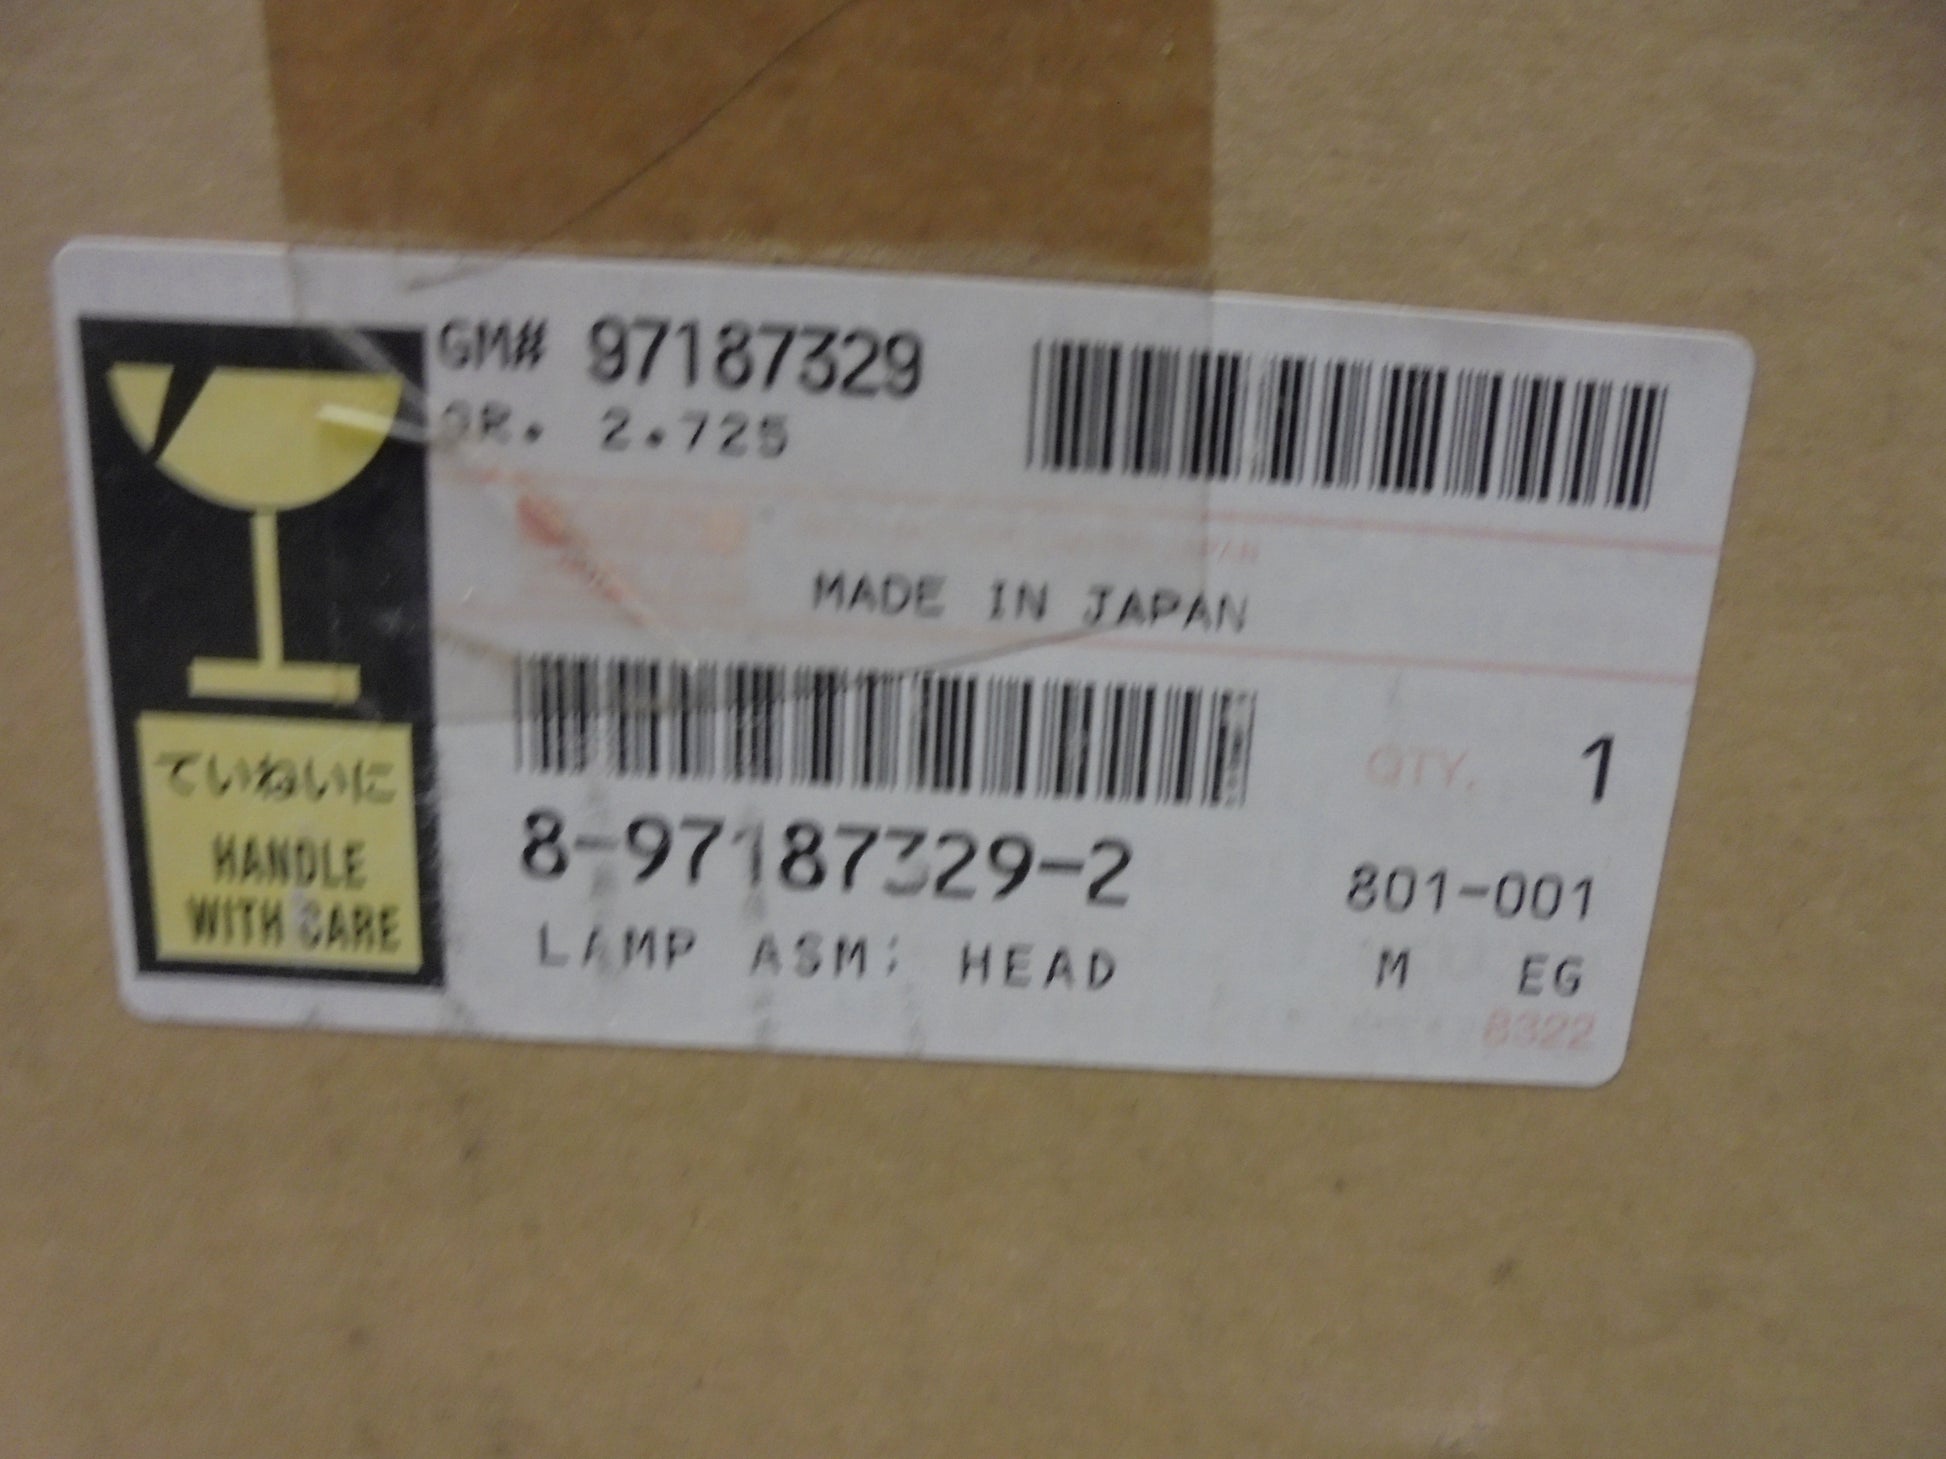 GM# 97187329
GR. 2.725
MADE IN JAPAN
ていねいに
HANDLE
WITH CARE
QTY. 1
8-97187329-2
801-001
LAMP ASM; HEAD
M EG
8322